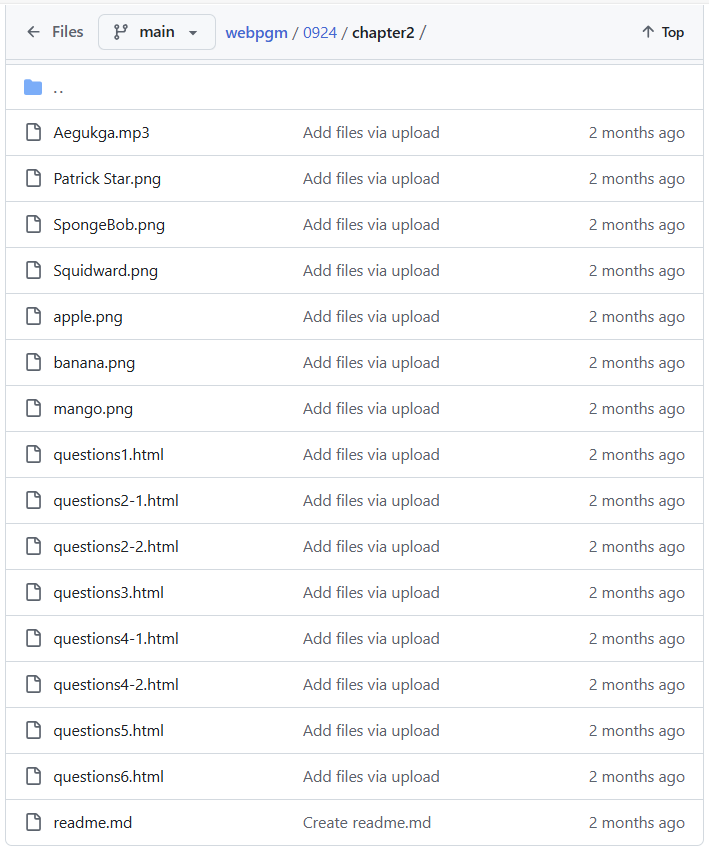 Files main webpgm / 0924 / chapter2 / Top
..
Aegukga.mp3 Add files via upload 2 months ago
Patrick Star.png Add files via upload 2 months ago
SpongeBob.png Add files via upload 2 months ago
Squidward.png Add files via upload 2 months ago
apple.png Add files via upload 2 months ago
banana.png Add files via upload 2 months ago
mango.png Add files via upload 2 months ago
questions1.html Add files via upload 2 months ago
questions2-1.html Add files via upload 2 months ago
questions2-2.html Add files via upload 2 months ago
questions3.html Add files via upload 2 months ago
questions4-1.html Add files via upload 2 months ago
questions4-2.html Add files via upload 2 months ago
questions5.html Add files via upload 2 months ago
questions6.html Add files via upload 2 months ago
readme.md Create readme.md 2 months ago